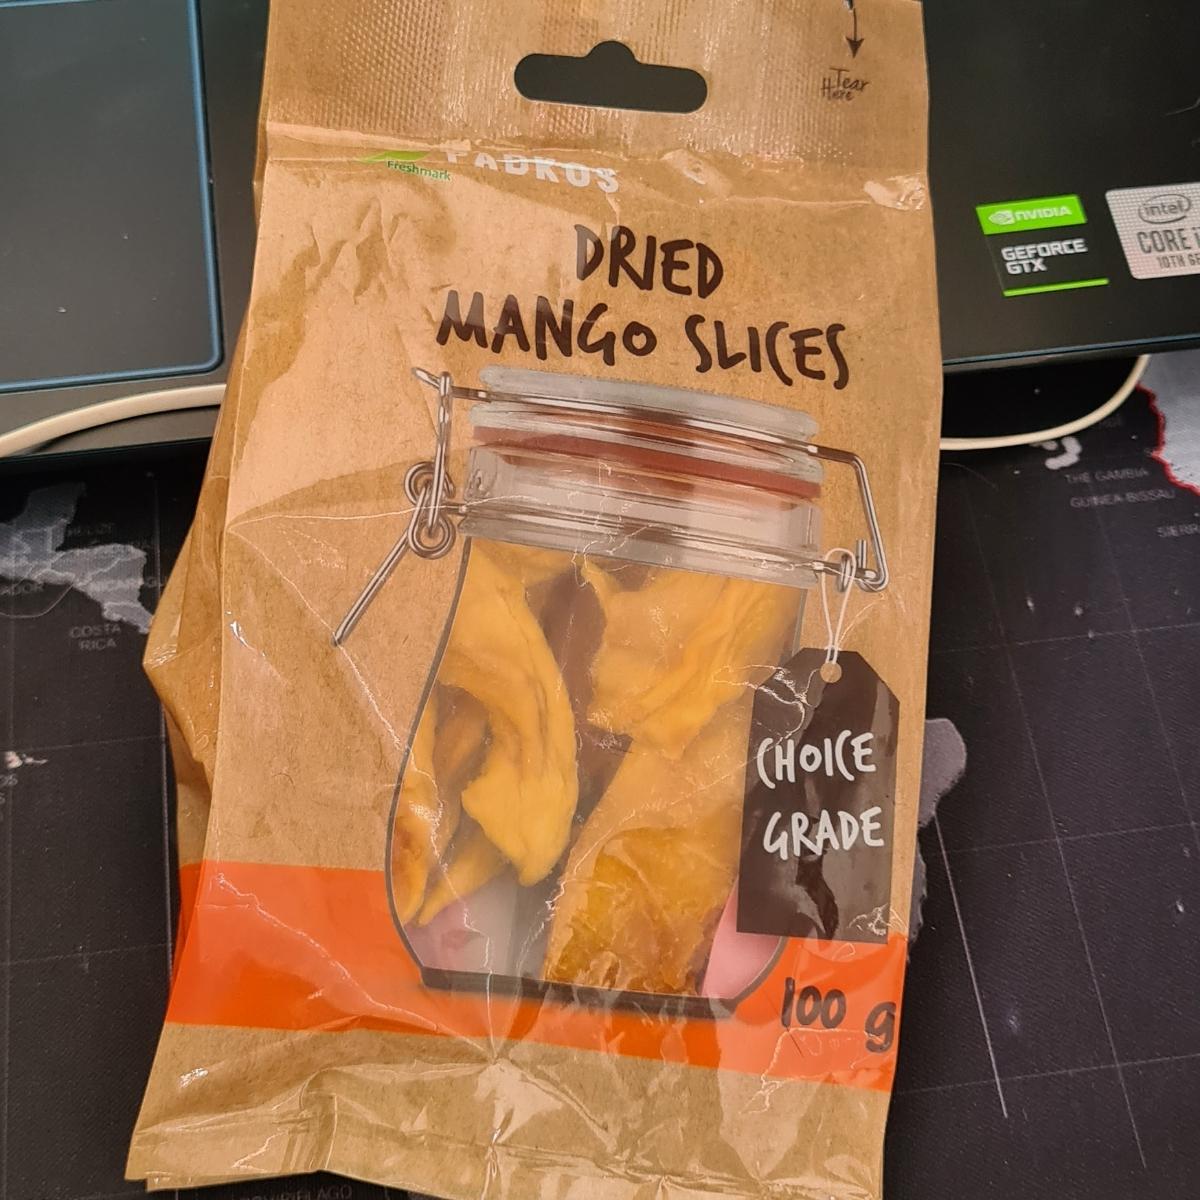 Tear
Here
Freshmark
PADKOS
DRIED
MANGO SLICES
CHOICE
GRADE
100 g
NVIDIA
GEFORCE
GTX
intel
CORE
THE GAMBIA
GUINEA-BISSAU
COSTA
RICA